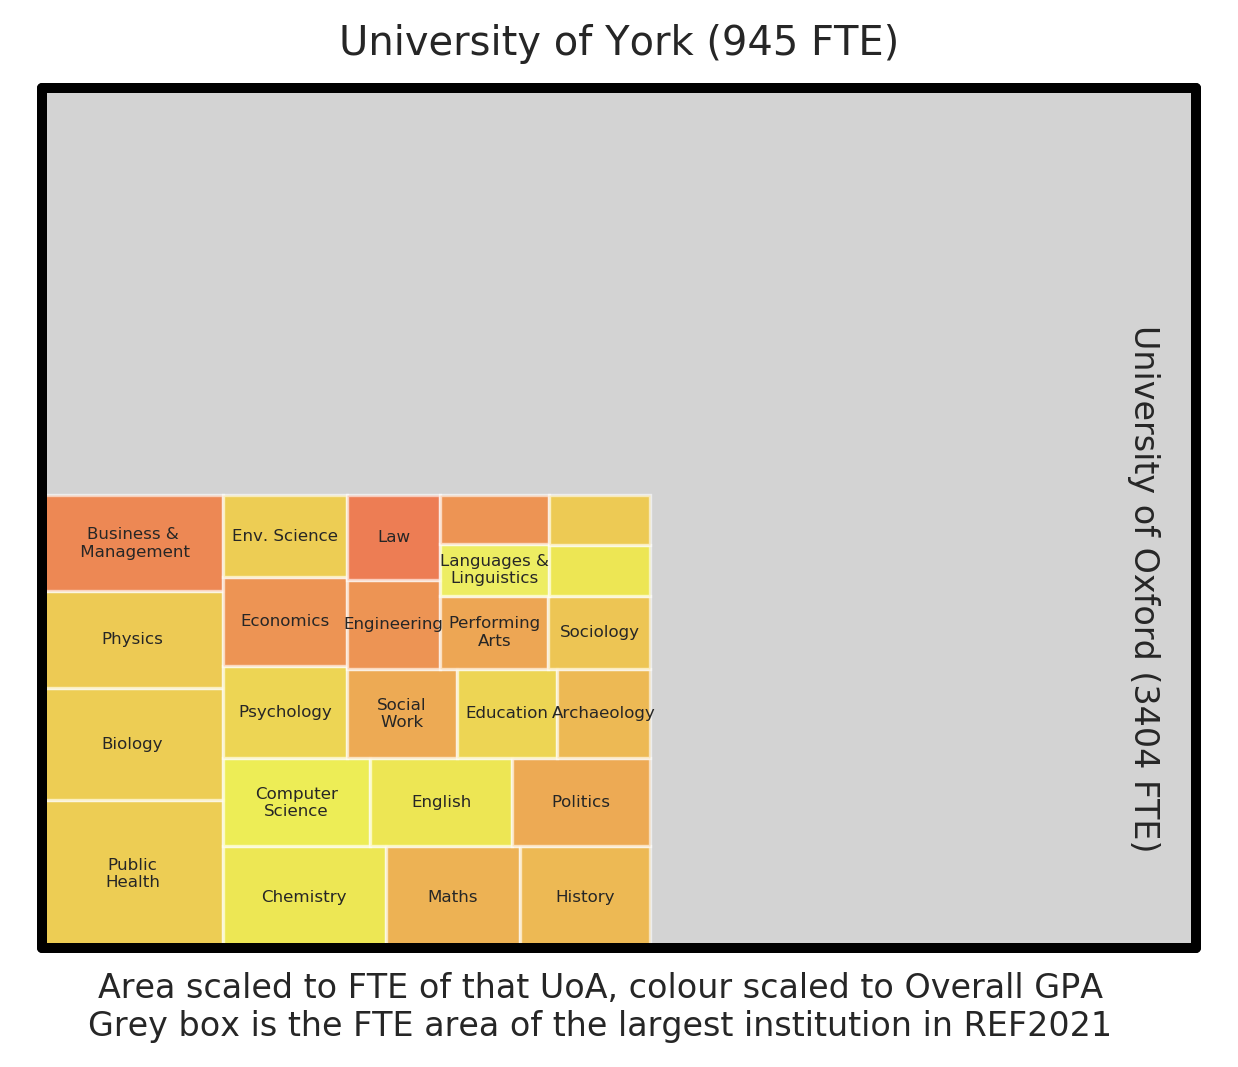 University of York (945 FTE)
Business &
Management
Env. Science
Law
Languages &
Linguistics
Physics
Economics
Engineering
Performing
Arts
Sociology
Biology
Psychology
Social
Work
Education
Archaeology
Computer
Science
English
Politics
Public
Health
Chemistry
Maths
History
University of Oxford (3404 FTE)
Area scaled to FTE of that UoA, colour scaled to Overall GPA
Grey box is the FTE area of the largest institution in REF2021